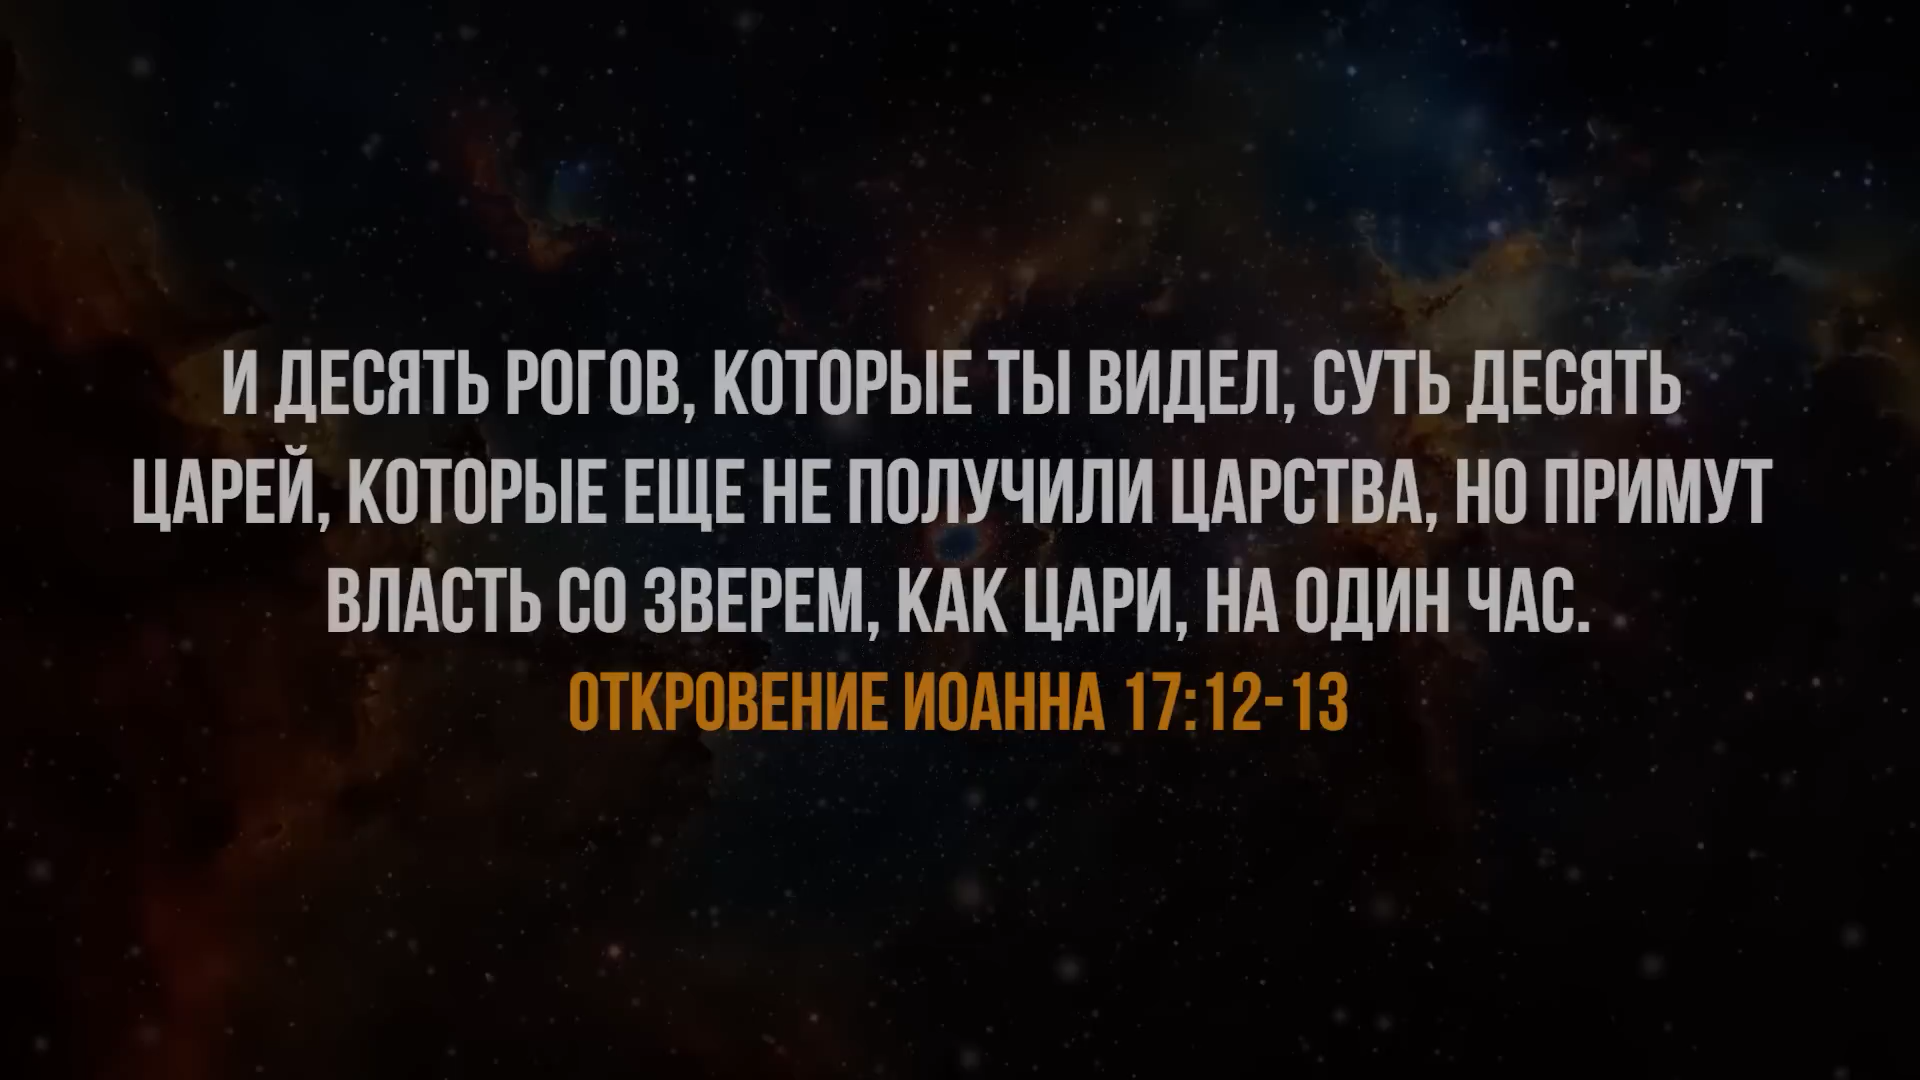 И ДЕСЯТЬ РОГОВ, КОТОРЫЕ ТЫ ВИДЕЛ, СУТЬ ДЕСЯТЬ
ЦАРЕЙ, КОТОРЫЕ ЕЩЕ НЕ ПОЛУЧИЛИ ЦАРСТВА, НО ПРИМУТ
ВЛАСТЬ СО ЗВЕРЕМ, КАК ЦАРИ, НА ОДИН ЧАС.
ОТКРОВЕНИЕ ИОАННА 17:12-13